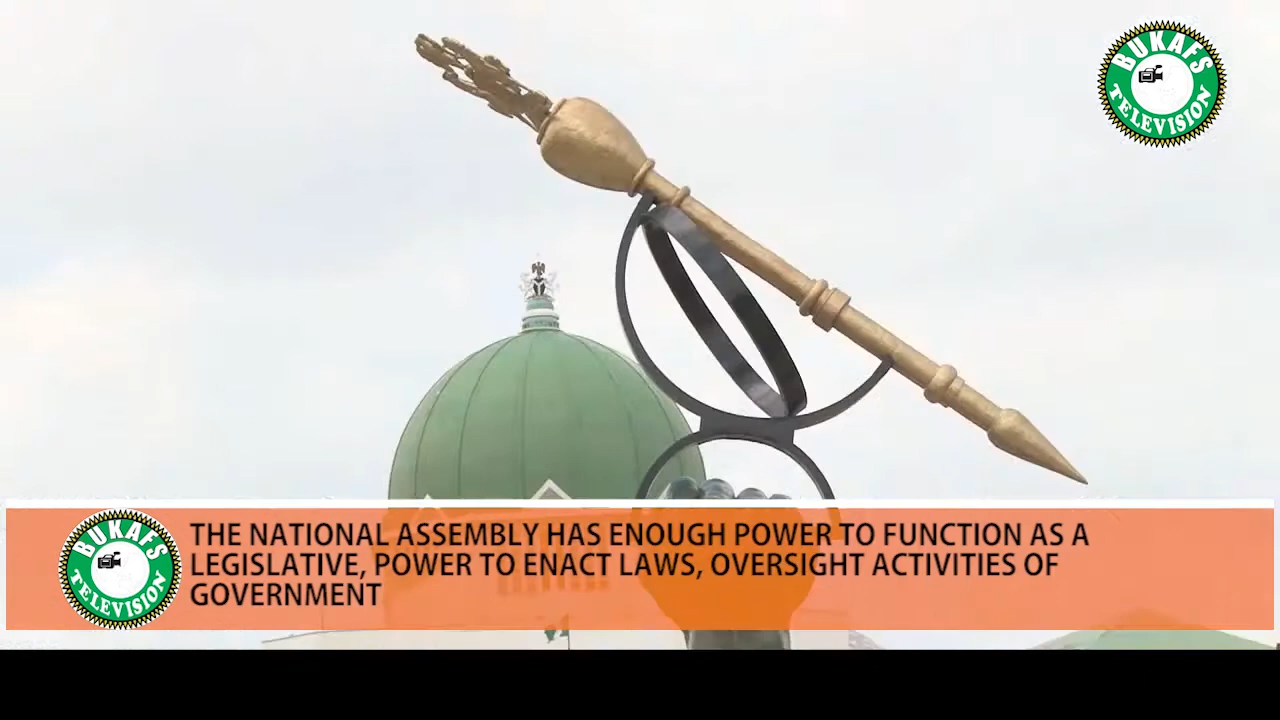 BUKAFS
TELEVISION
BUKAFS
TELEVISION
THE NATIONAL ASSEMBLY HAS ENOUGH POWER TO FUNCTION AS A
LEGISLATIVE, POWER TO ENACT LAWS, OVERSIGHT ACTIVITIES OF
GOVERNMENT